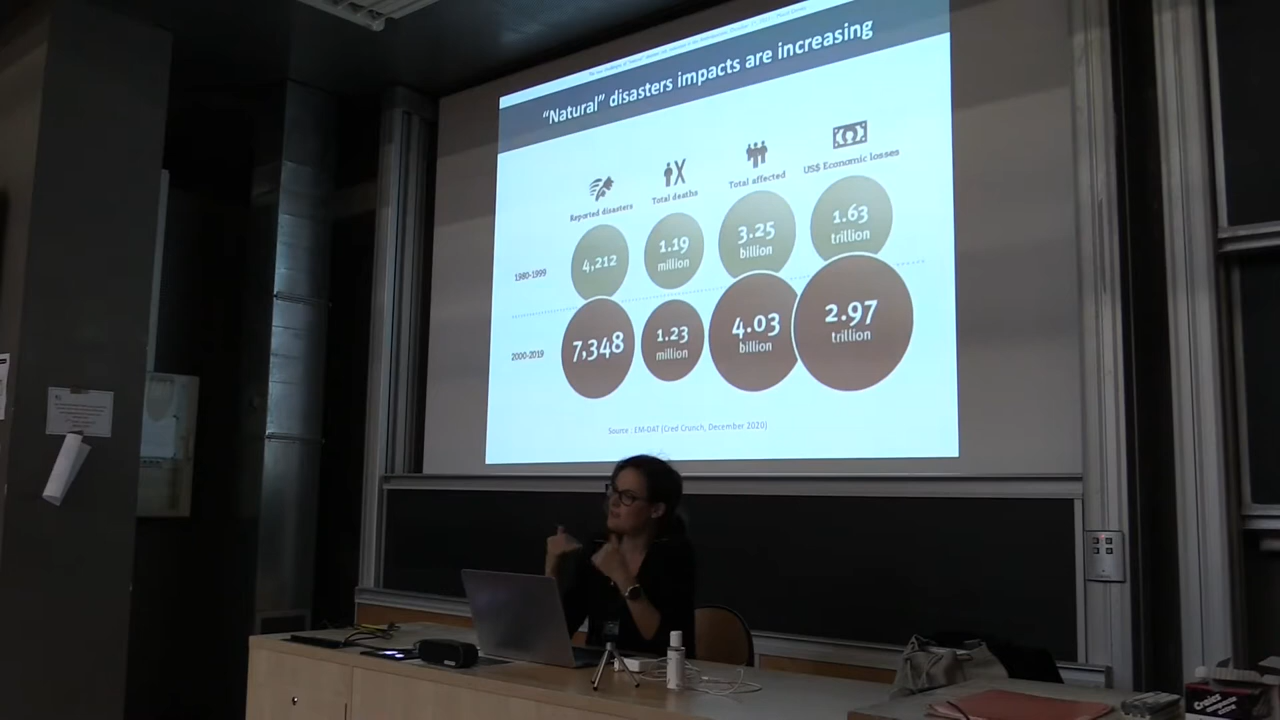 "Natural" disasters impacts are increasing
Reported disasters
Total deaths
Total affected
US$ Economic losses
1980-1999
4,212
1.19
million
3.25
billion
1.63
trillion
2000-2019
7,348
1.23
million
4.03
billion
2.97
trillion
Source : EM-DAT (Cred Crunch, December 2020)